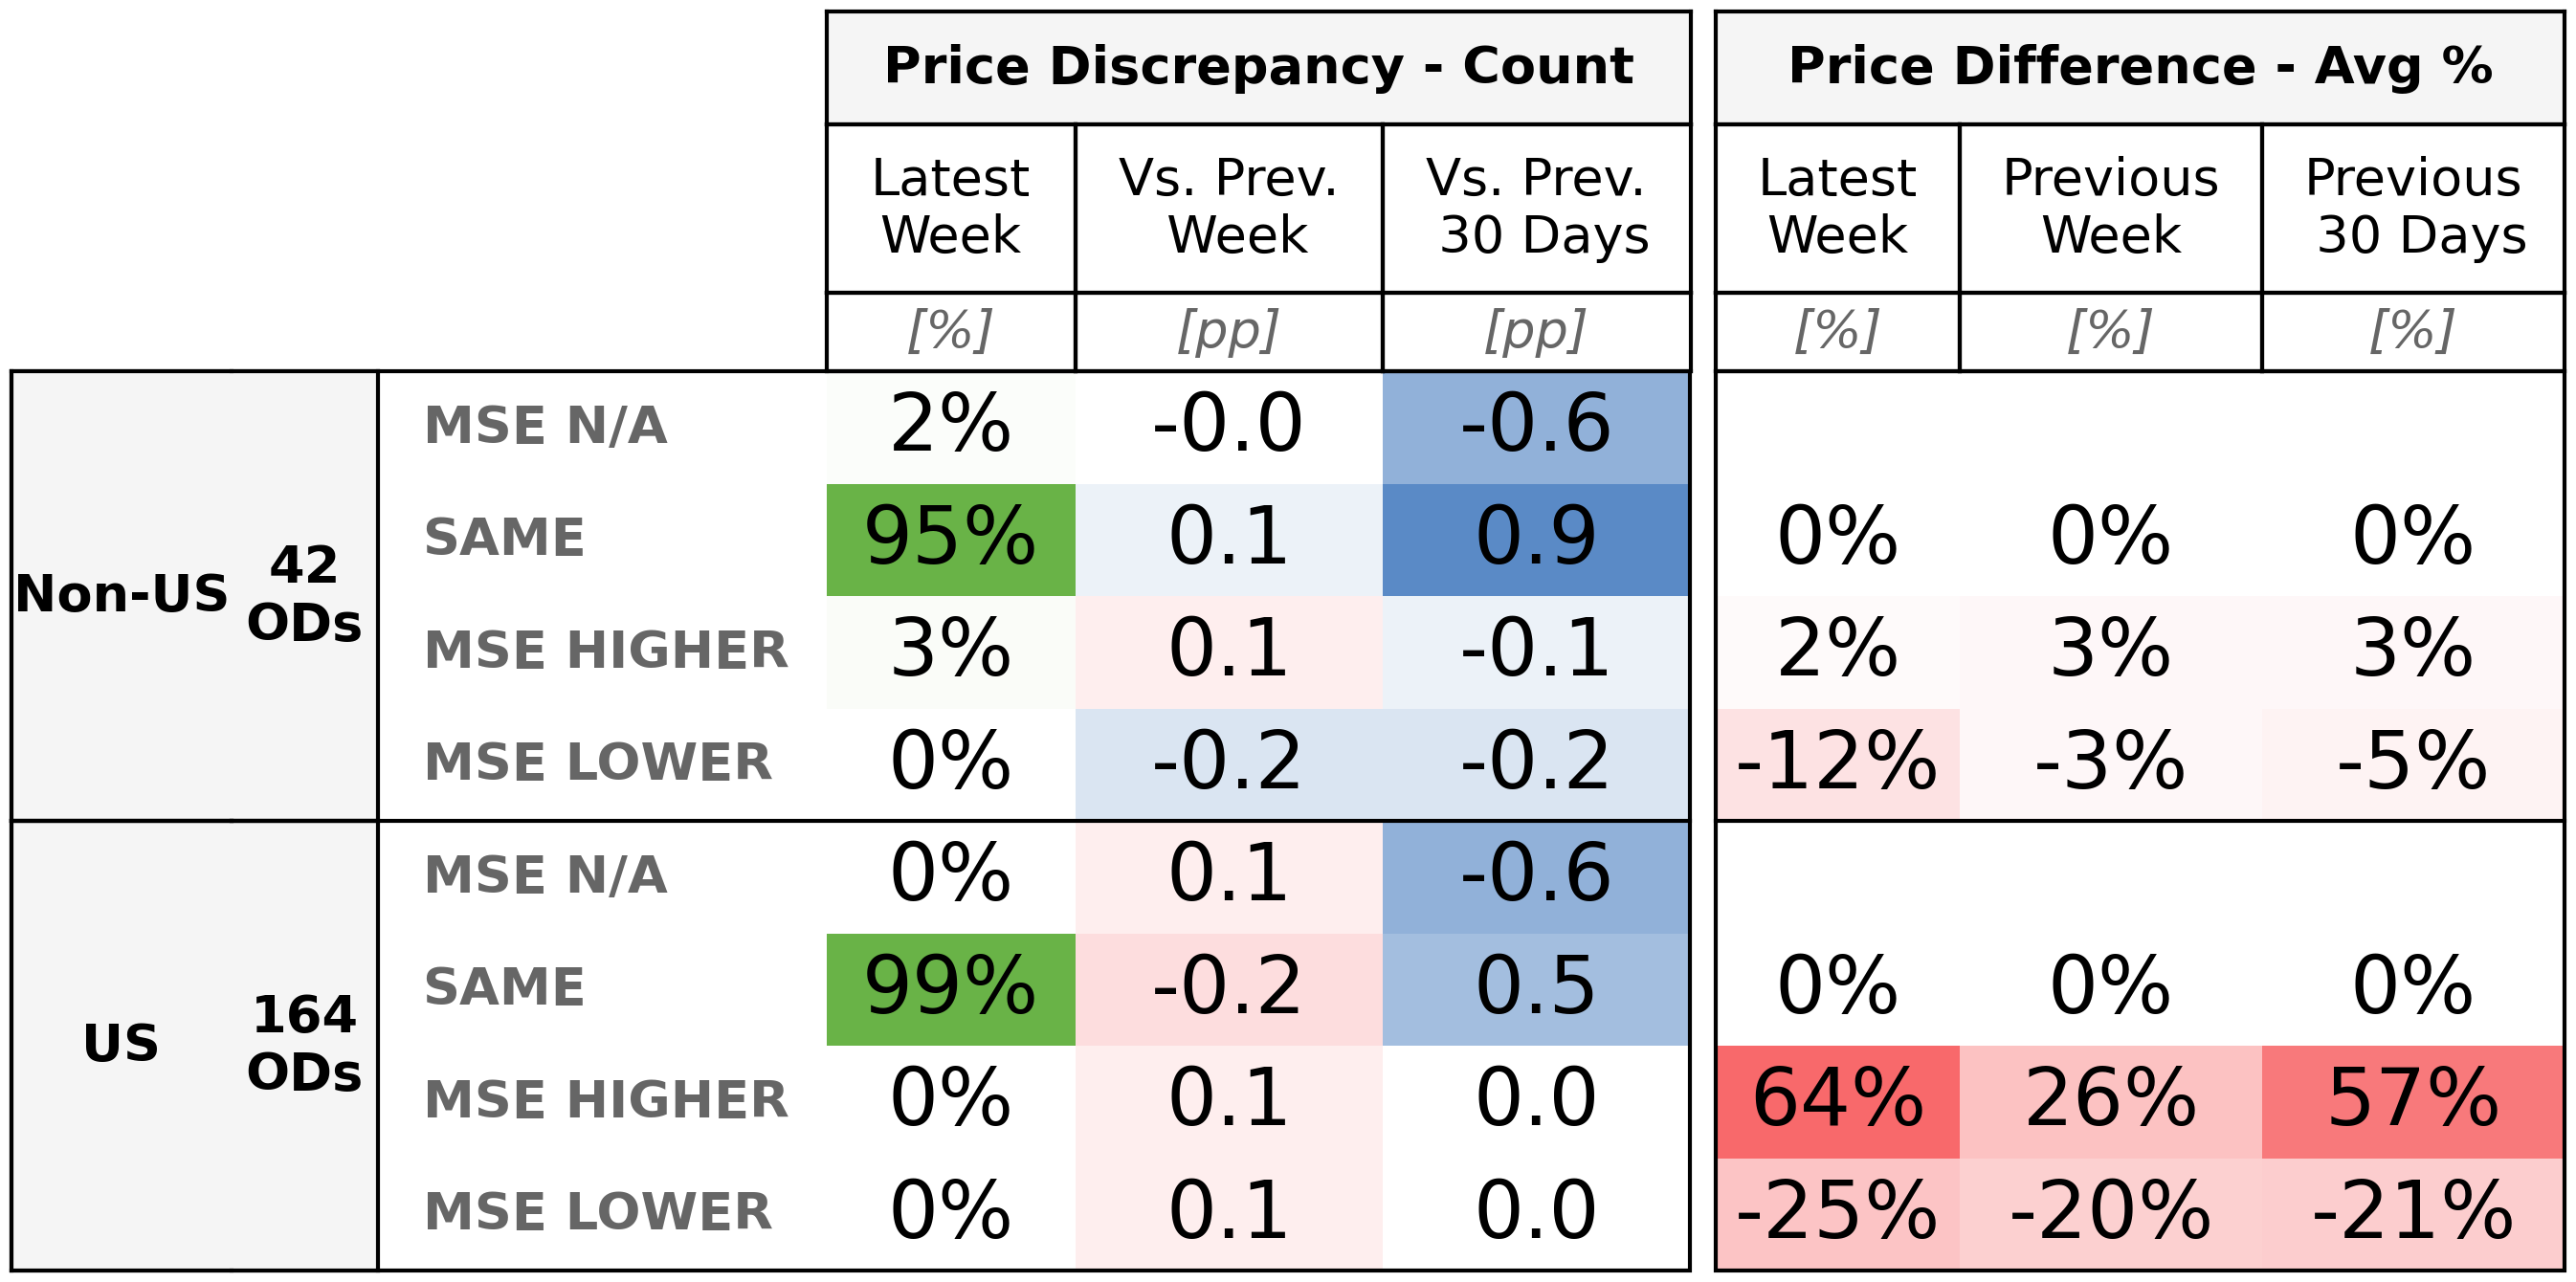 Price Discrepancy - Count Price Difference - Avg %
Latest Week Vs. Prev. Week Vs. Prev. 30 Days Latest Week Previous Week Previous 30 Days
[%] [pp] [pp] [%] [%] [%]
Non-US 42 ODs
MSE N/A 2% -0.0 -0.6
SAME 95% 0.1 0.9 0% 0% 0%
MSE HIGHER 3% 0.1 -0.1 2% 3% 3%
MSE LOWER 0% -0.2 -0.2 -12% -3% -5%
US 164 ODs
MSE N/A 0% 0.1 -0.6
SAME 99% -0.2 0.5 0% 0% 0%
MSE HIGHER 0% 0.1 0.0 64% 26% 57%
MSE LOWER 0% 0.1 0.0 -25% -20% -21%